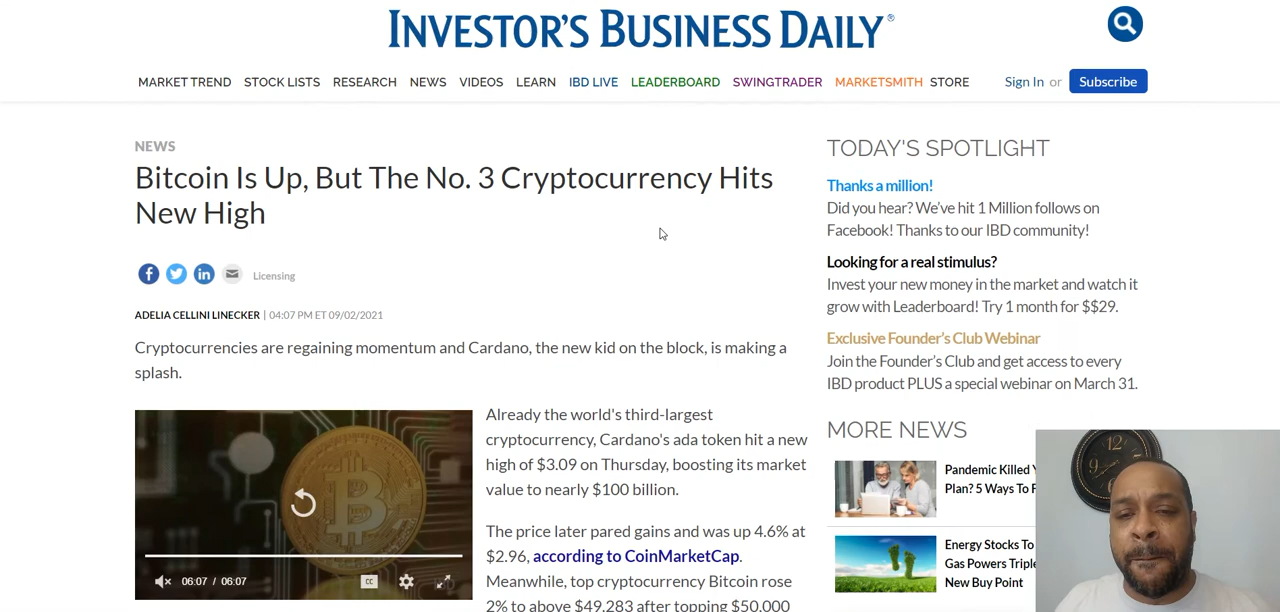 INVESTOR'S BUSINESS DAILY®
MARKET TREND STOCK LISTS RESEARCH NEWS VIDEOS LEARN IBD LIVE LEADERBOARD SWINGTRADER MARKETSMITH STORE Sign In or Subscribe
NEWS
Bitcoin Is Up, But The No. 3 Cryptocurrency Hits
New High
Licensing
ADELIA CELLINI LINECKER | 04:07 PM ET 09/02/2021
Cryptocurrencies are regaining momentum and Cardano, the new kid on the block, is making a
splash.
06:07 / 06:07
CC
Already the world's third-largest
cryptocurrency, Cardano's ada token hit a new
high of $3.09 on Thursday, boosting its market
value to nearly $100 billion.
The price later pared gains and was up 4.6% at
$2.96, according to CoinMarketCap.
Meanwhile, top cryptocurrency Bitcoin rose
2% to above $49,283 after topping $50,000
TODAY'S SPOTLIGHT
Thanks a million!
Did you hear? We've hit 1 Million follows on
Facebook! Thanks to our IBD community!
Looking for a real stimulus?
Invest your new money in the market and watch it
grow with Leaderboard! Try 1 month for $$29.
Exclusive Founder's Club Webinar
Join the Founder's Club and get access to every
IBD product PLUS a special webinar on March 31.
MORE NEWS
Pandemic Killed
Plan? 5 Ways To
Energy Stocks To
Gas Powers Triple
New Buy Point
12